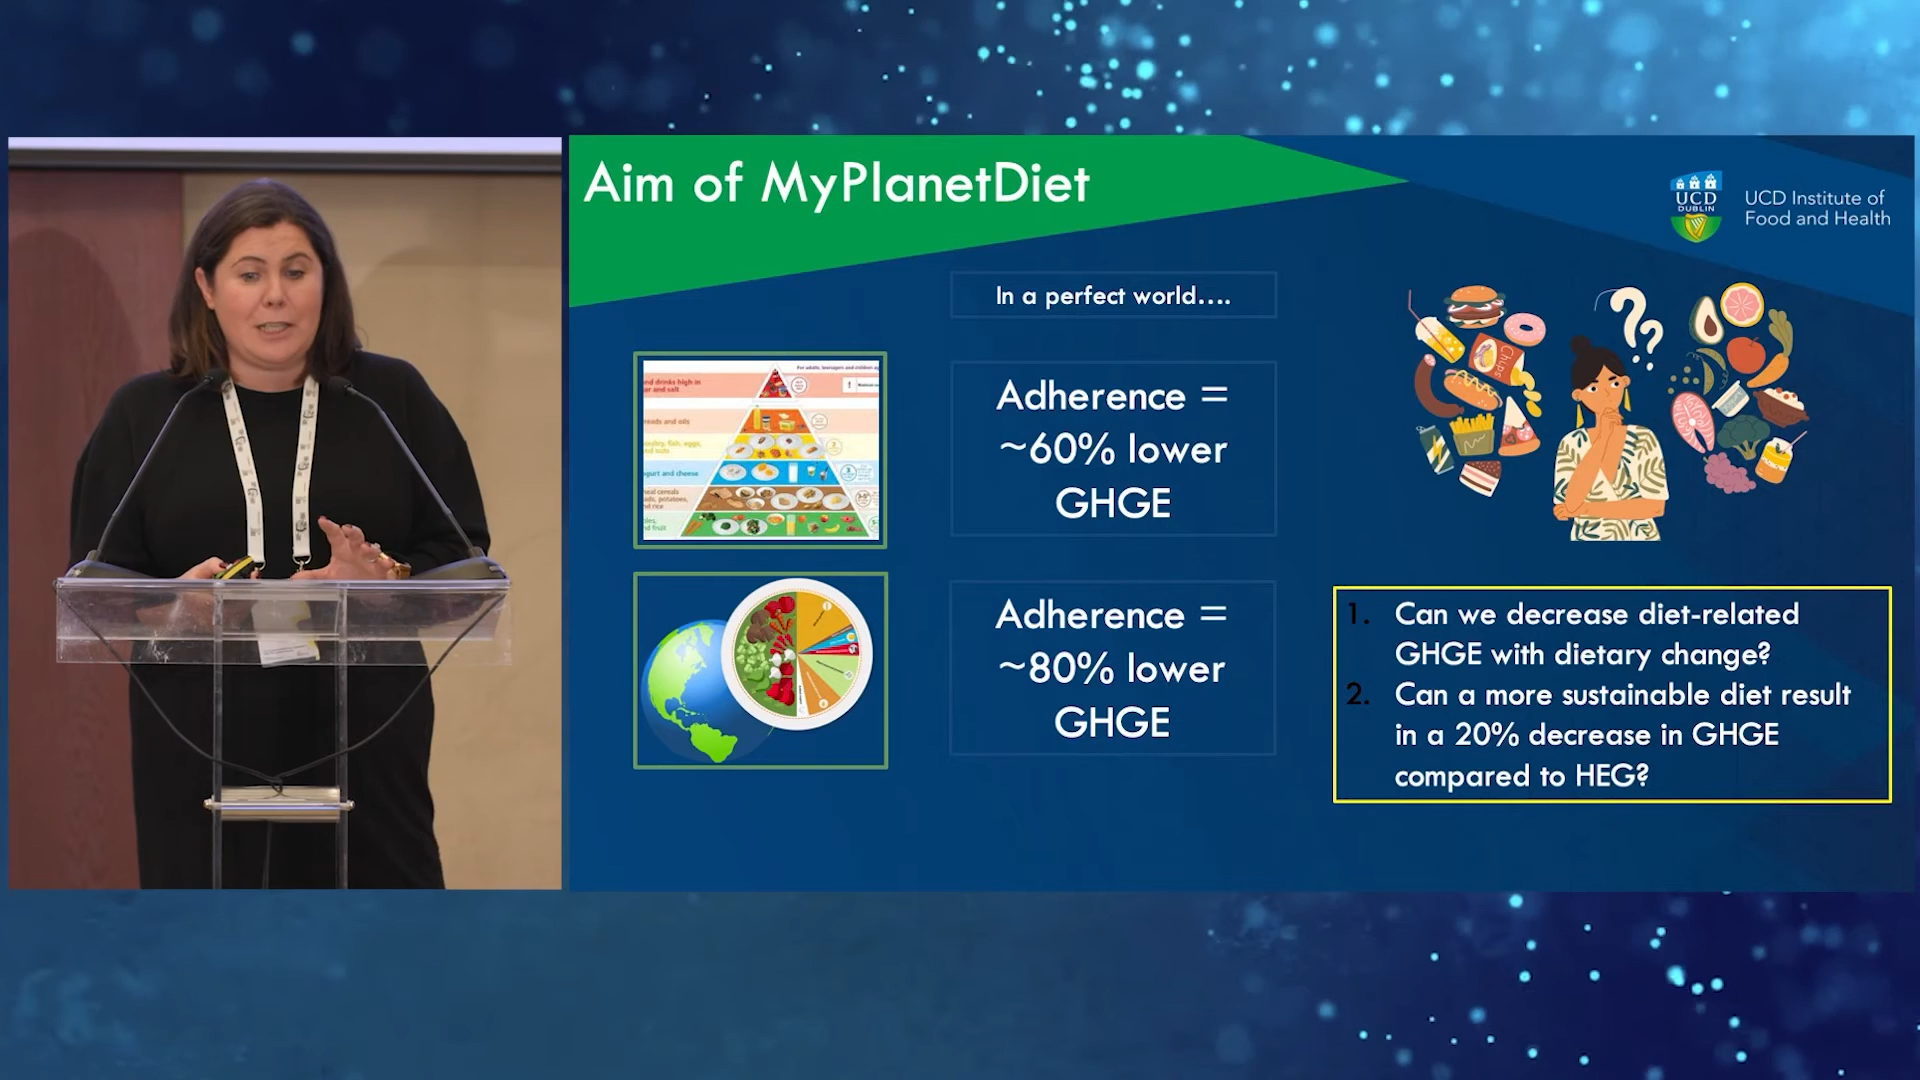 Aim of MyPlanetDiet
UCD
DUBLIN
UCD Institute of
Food and Health
In a perfect world....
Adherence =
~60% lower
GHGE
Adherence =
~80% lower
GHGE
Chips
1. Can we decrease diet-related
GHGE with dietary change?
2. Can a more sustainable diet result
in a 20% decrease in GHGE
compared to HEG?